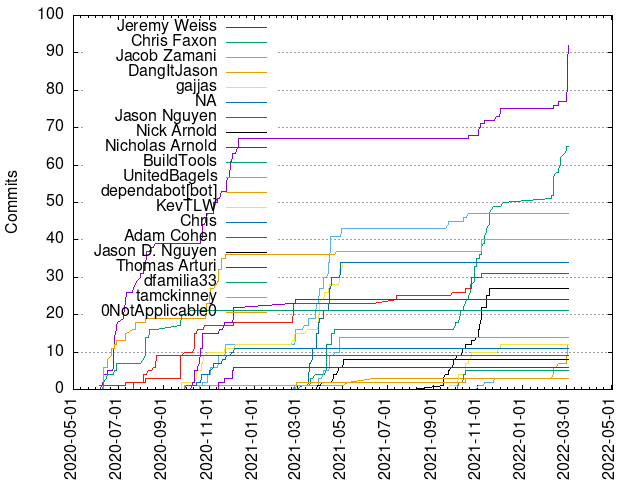 100
90
80
70
60
50
40
30
20
10
0
Commits
Jeremy Weiss
Chris Faxon
Jacob Zamani
DangItJason
gajjas
NA
Jason Nguyen
Nick Arnold
Nicholas Arnold
BuildTools
UnitedBagels
dependabot[bot]
KevTLW
Chris
Adam Cohen
Jason D. Nguyen
Thomas Arturi
dfamilia33
tamckinney
0NotApplicable0
2020-05-01
2020-07-01
2020-09-01
2020-11-01
2021-01-01
2021-03-01
2021-05-01
2021-07-01
2021-09-01
2021-11-01
2022-01-01
2022-03-01
2022-05-01